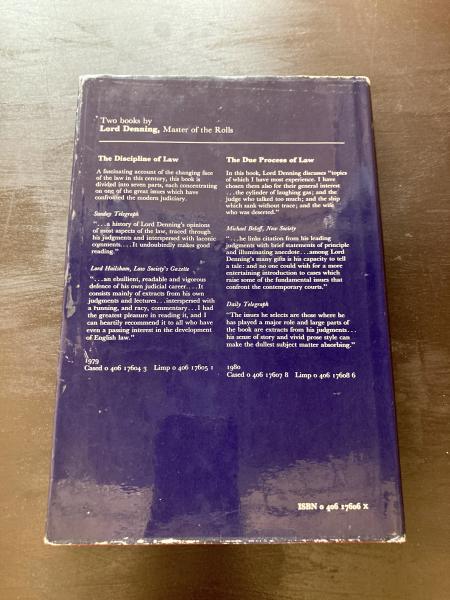 Two books by
Lord Denning, Master of the Rolls
The Discipline of Law
A fascinating account of the changing face
of the law in this century, this book is
divided into seven parts, each concentrating
on one of the great issues which have
confronted the modern judiciary.
Sunday Telegraph
"...a history of Lord Denning's opinions
of most aspects of the law, traced through
his judgments and interspersed with laconic
comments.... It undoubtedly makes good
reading."
Lord Hailsham, Law Society's Gazette
"...an ebullient, readable and vigorous
defence of his own judicial career.... It
consists mainly of extracts from his own
judgments and lectures...interspersed with
a running, and racy, commentary...I had
the greatest pleasure in reading it, and I
can heartily recommend it to all who have
even a passing interest in the development
of English law."
1979
Cased 0 406 17604 3 Limp 0 406 17605 1
The Due Process of Law
In this book, Lord Denning discusses "topics
of which I have most experience. I have
chosen them also for their general interest
...the cylinder of laughing gas; and the
judge who talked too much; and the ship
which sank without trace; and the wife
who was deserted."
Michael Beloff, New Society
"...he links citation from his leading
judgments with brief statements of principle
and illuminating anecdote...among Lord
Denning's many gifts is his capacity to tell
a tale: and no one could wish for a more
entertaining introduction to cases which
raise some of the fundamental issues that
confront the contemporary courts."
Daily Telegraph
"The issues he selects are those where he
has played a major role and large parts of
the book are extracts from his judgments...
his sense of story and vivid prose style can
make the dullest subject matter absorbing."
1980
Cased 0 406 17607 8 Limp 0 406 17608 6
ISBN 0 406 17606 X